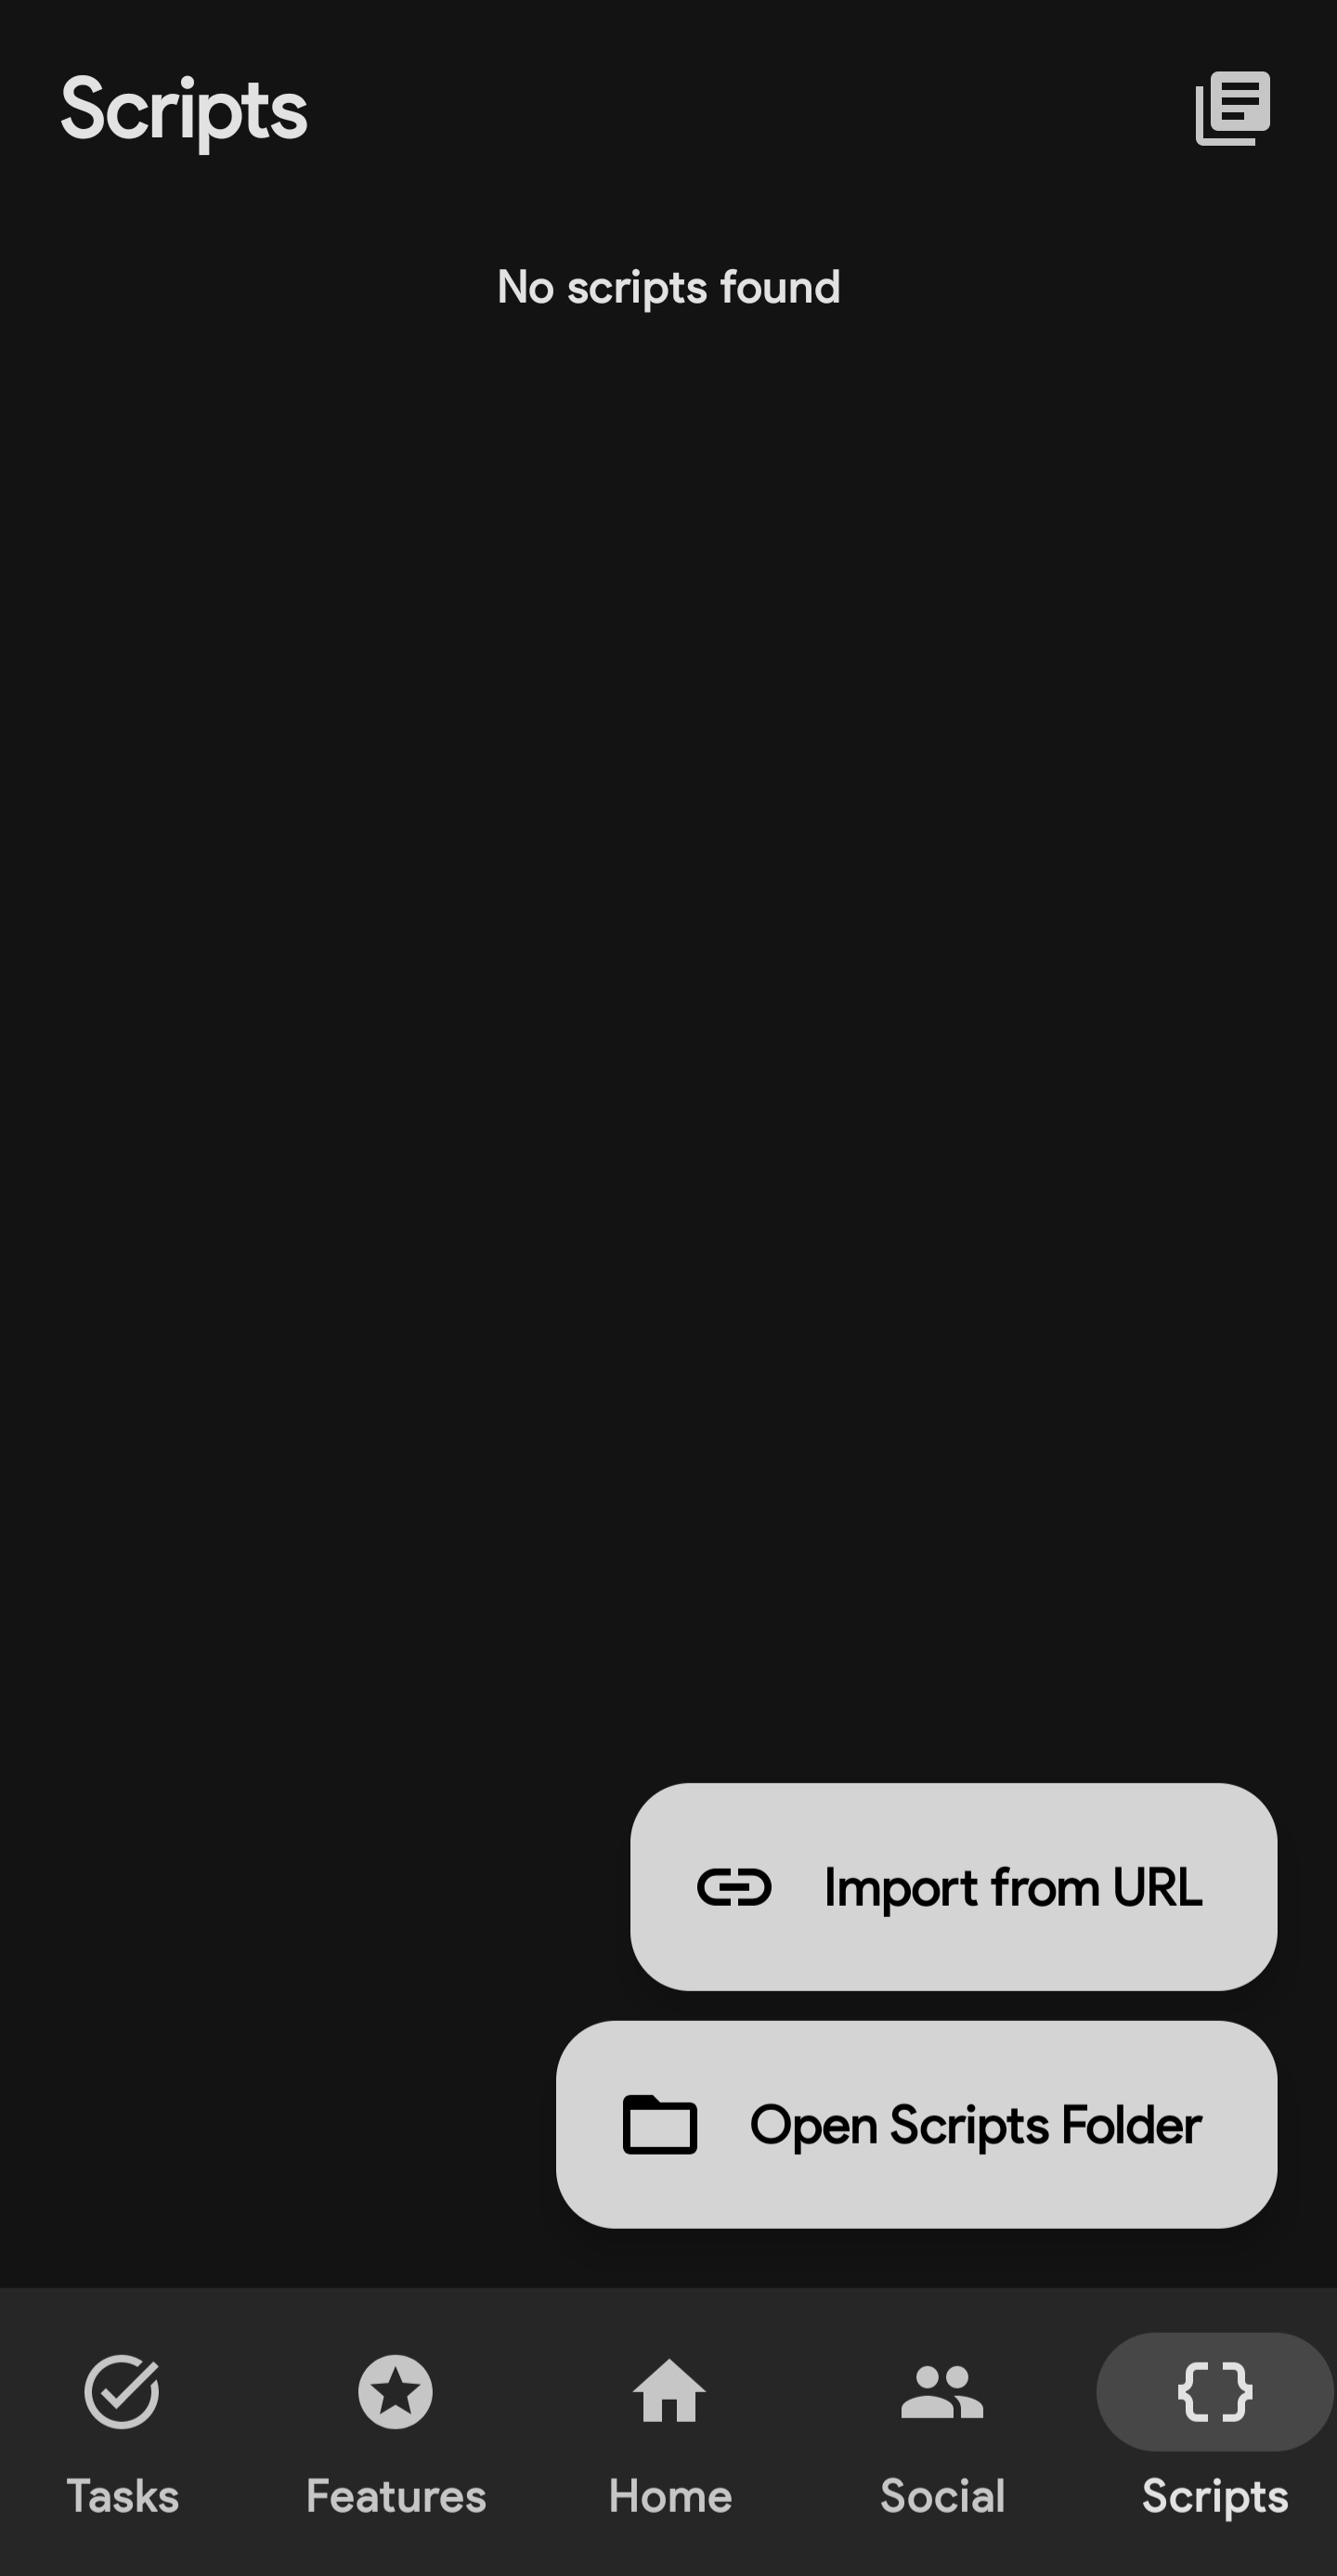 Scripts
No scripts found
Import from URL
Open Scripts Folder
Tasks
Features
Home
Social
Scripts